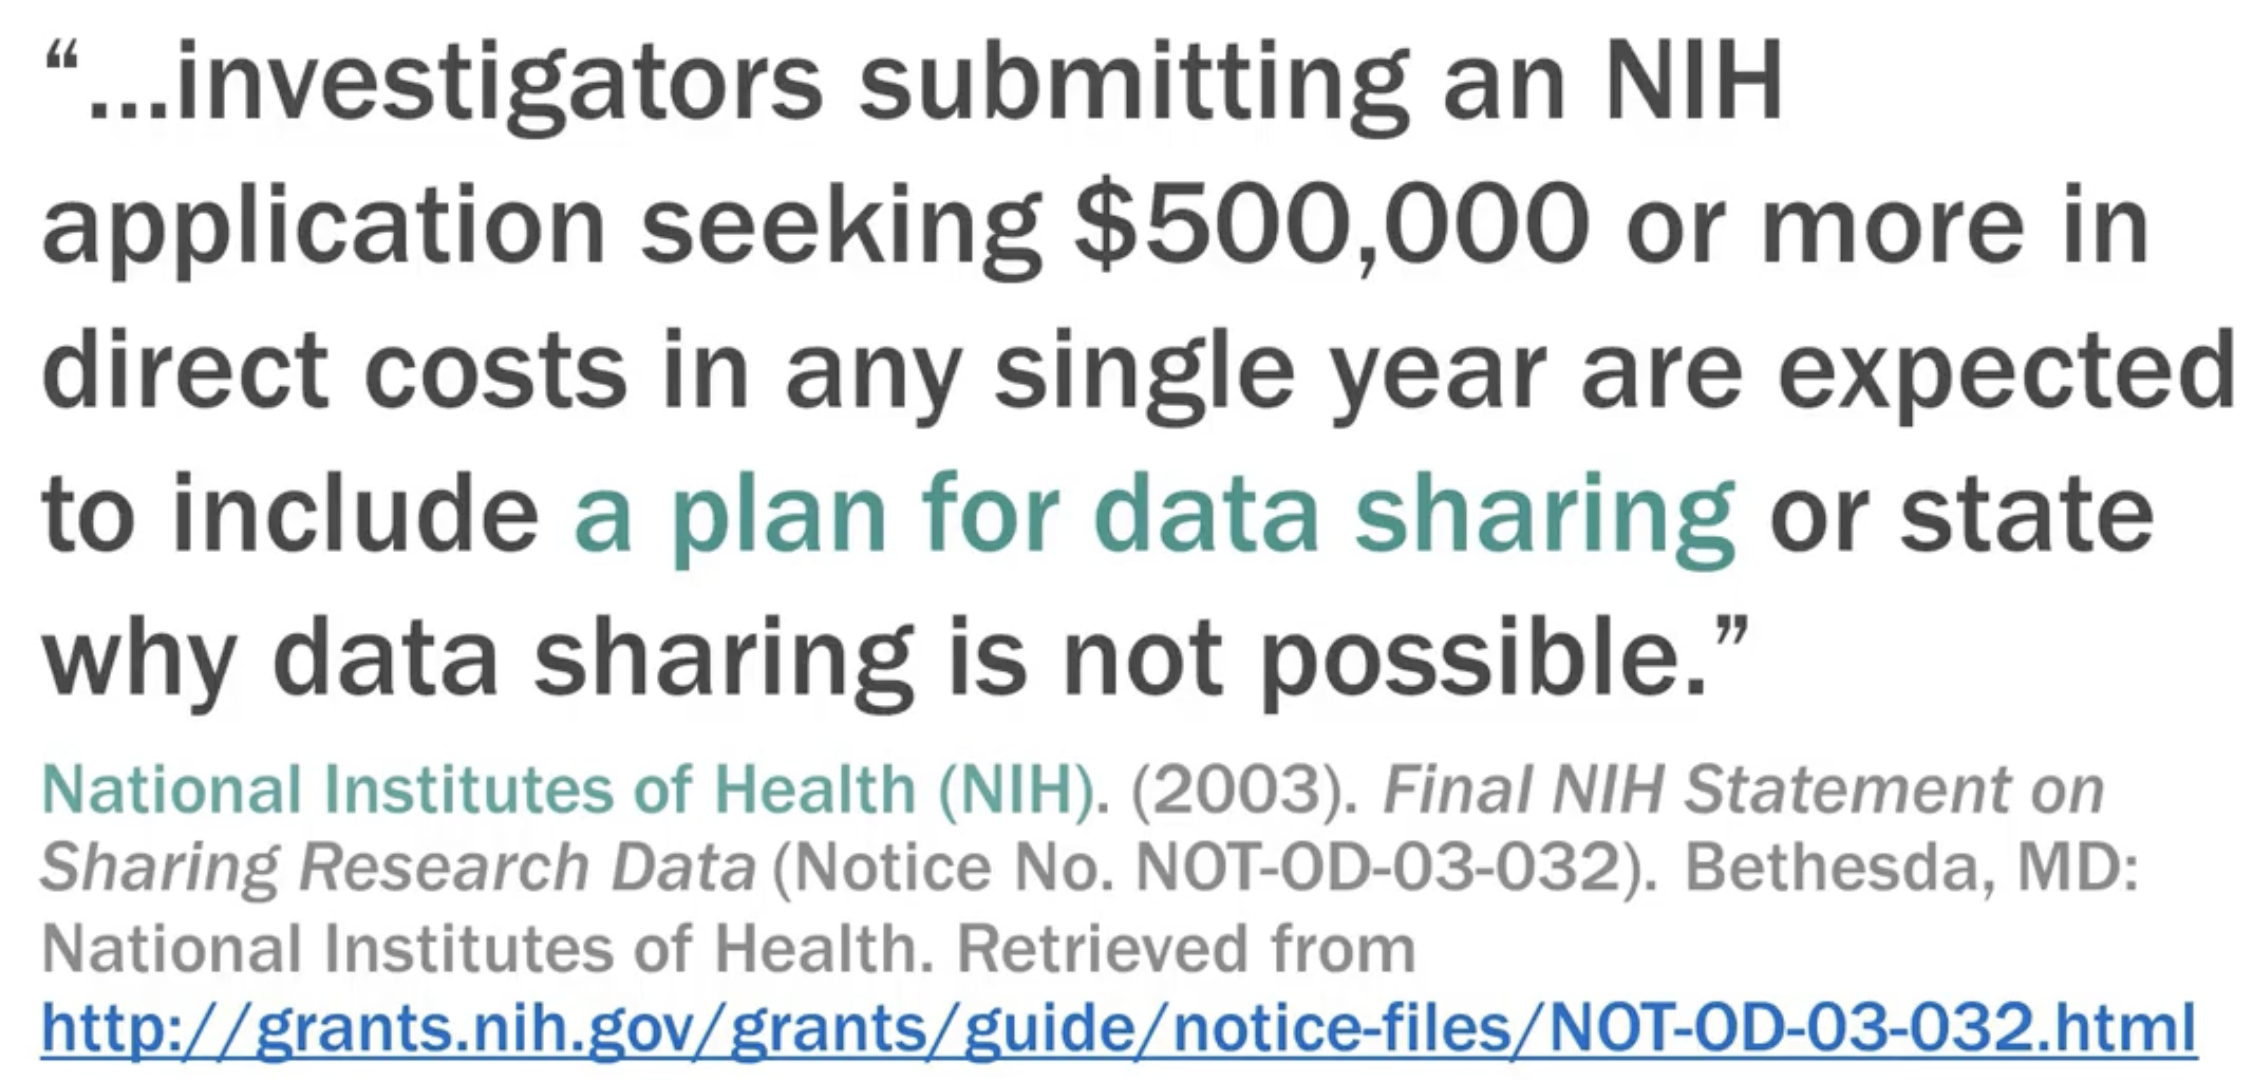 “...investigators submitting an NIH
application seeking $500,000 or more in
direct costs in any single year are expected
to include a plan for data sharing or state
why data sharing is not possible.”
National Institutes of Health (NIH). (2003). Final NIH Statement on
Sharing Research Data (Notice No. NOT-OD-03-032). Bethesda, MD:
National Institutes of Health. Retrieved from
http://grants.nih.gov/grants/guide/notice-files/NOT-OD-03-032.html